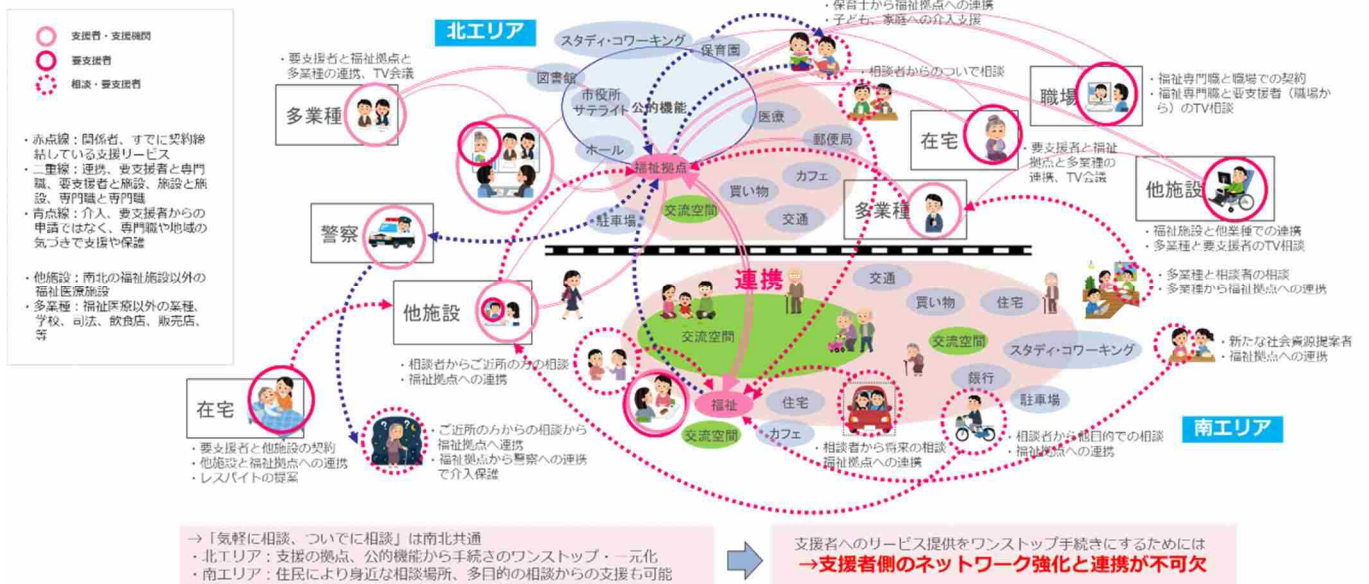 支援者・支援機関
要支援者
相談・要支援者
・赤点線：関係者、すでに契約締
結している支援サービス
・二重線：連携、要支援者と専門
職、要支援者と施設、施設と施
設、専門職と専門職
・青点線：介入、要支援者からの
申請ではなく、専門職や地域の
気づきで支援や保護
・他施設：南北の福祉施設以外の
福祉医療施設
・多業種：福祉医療以外の業種、
学校、司法、飲食店、販売店、
等
北エリア
・要支援者と福祉拠点と
多業種の連携、TV会議
多業種
スタディ・コワーキング
保育園
図書館
市役所
サテライト
公的機能
ホール
医療
郵便局
福祉拠点
カフェ
買い物
交流空間
交通
駐車場
・保育士から福祉拠点への連携
・子ども、家庭への介入支援
・相談者からのついで相談
職場
・福祉専門職と職場での契約
・福祉専門職と要支援者（職場か
ら）のTV相談
在宅
・要支援者と福祉
拠点と多業種の
連携、TV会議
他施設
・福祉施設と他業種での連携
・多業種と要支援者のTV相談
多業種
・多業種と相談者の相談
・多業種から福祉拠点への連携
警察
他施設
・相談者からご近所の方の相談
・福祉拠点への連携
連携
交流空間
交通
買い物
住宅
交流空間
スタディ・コワーキング
銀行
駐車場
福祉
住宅
交流空間
カフェ
・新たな社会資源提案者
・福祉拠点への連携
南エリア
在宅
・要支援者と他施設の契約
・他施設と福祉拠点への連携
・レスパイトの提案
・ご近所の方からの相談から
福祉拠点へ連携
・福祉拠点から警察への連携
で介入保護
・相談者から将来の相談
福祉拠点への連携
・相談者から他目的での相談
・福祉拠点への連携
→「気軽に相談、ついでに相談」は南北共通
・北エリア：支援の拠点、公的機能から手続きのワンストップ・一元化
・南エリア：住民により身近な相談場所、多目的の相談からの支援も可能
支援者へのサービス提供をワンストップ手続きにするためには
→支援者側のネットワーク強化と連携が不可欠